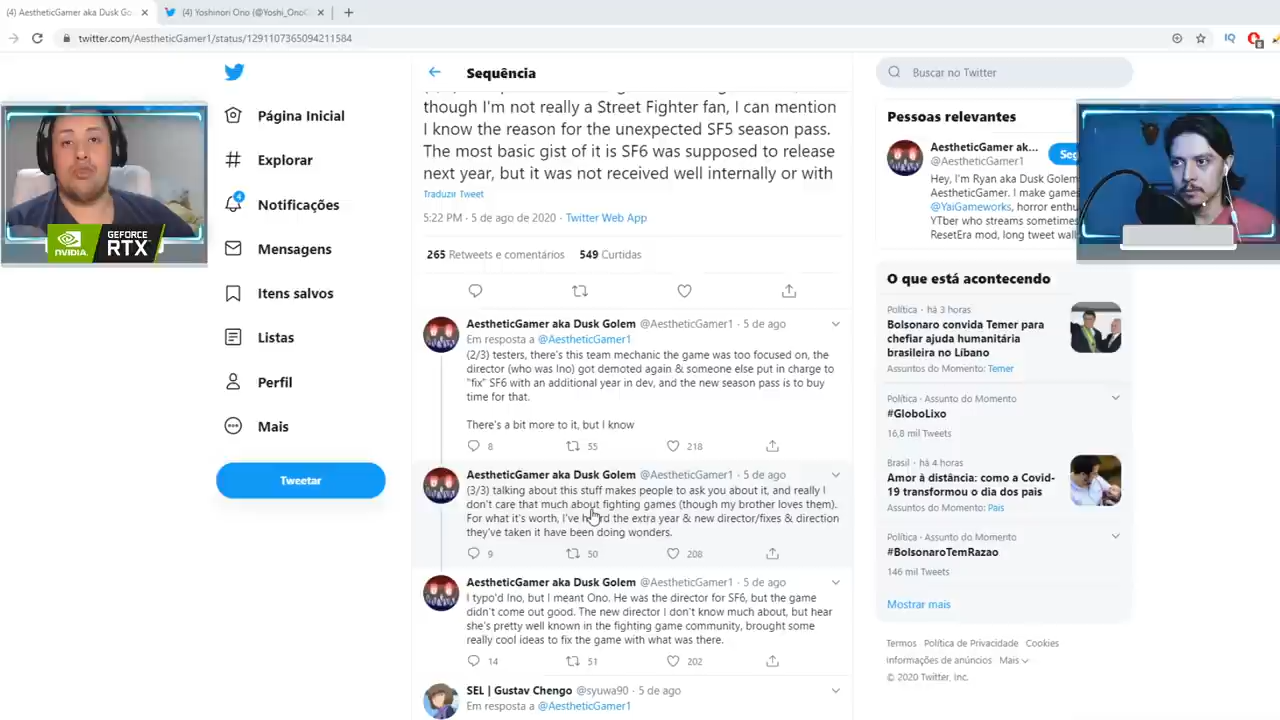 (4) AestheticGamer aka Dusk Go
(4) Yoshinori Ono (@Yoshi_OnoC
twitter.com/AestheticGamer1/status/1291107365094211584
IQ
Página Inicial
Explorar
4
Notificações
Mensagens
Itens salvos
Listas
Perfil
Mais
Tweetar
NVIDIA.
GEFORCE
RTX
Sequência
though I'm not really a Street Fighter fan, I can mention
I know the reason for the unexpected SF5 season pass.
The most basic gist of it is SF6 was supposed to release
next year, but it was not received well internally or with
Traduzir Tweet
5:22 PM · 5 de ago de 2020 · Twitter Web App
265 Retweets e comentários 549 Curtidas
AestheticGamer aka Dusk Golem @AestheticGamer1 · 5 de ago
Em resposta a @AestheticGamer1
(2/3) testers, there's this team mechanic the game was too focused on, the
director (who was Ino) got demoted again & someone else put in charge to
"fix" SF6 with an additional year in dev, and the new season pass is to buy
time for that.
There's a bit more to it, but I know
8 55 218
AestheticGamer aka Dusk Golem @AestheticGamer1 · 5 de ago
(3/3) talking about this stuff makes people to ask you about it, and really I
don't care that much about fighting games (though my brother loves them).
For what it's worth, I've heard the extra year & new director/fixes & direction
they've taken it have been doing wonders.
9 50 208
AestheticGamer aka Dusk Golem @AestheticGamer1 · 5 de ago
I typo'd Ino, but I meant Ono. He was the director for SF6, but the game
didn't come out good. The new director I don't know much about, but hear
she's pretty well known in the fighting game community, brought some
really cool ideas to fix the game with what was there.
14 51 202
SEL | Gustav Chengo @syuwa90 · 5 de ago
Em resposta a @AestheticGamer1
Buscar no Twitter
Pessoas relevantes
AestheticGamer ak...
@AestheticGamer1
Seg
Hey, I'm Ryan aka Dusk Golem
AestheticGamer. I make games
@YaiGameworks, horror enthu
YTber who streams sometimes
ResetEra mod, long tweet wall
O que está acontecendo
Política · há 3 horas
Bolsonaro convida Temer para
chefiar ajuda humanitária
brasileira no Líbano
Assuntos do Momento: Temer
Política · Assunto do Momento
#GloboLixo
16,8 mil Tweets
Brasil · há 4 horas
Amor à distância: como a Covid-
19 transformou o dia dos pais
Assuntos do Momento: Pais
Política · Assunto do Momento
#BolsonaroTemRazao
146 mil Tweets
Mostrar mais
Termos Política de Privacidade Cookies
Informações de anúncios Mais
© 2020 Twitter, Inc.